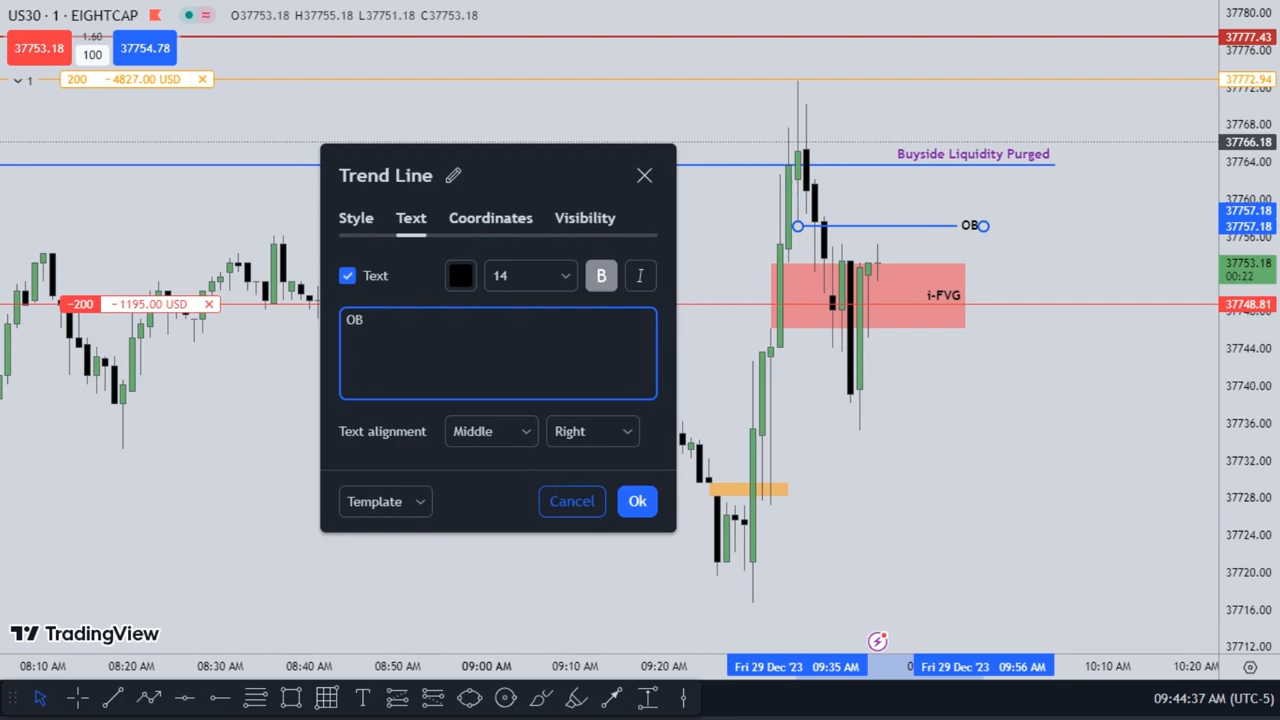 US30 · 1 · EIGHTCAP
O37753.18 H37755.18 L37751.18 C37753.18
37753.18
1.60
100
37754.78
1
200 −4827.00 USD
Buyside Liquidity Purged
OB
i-FVG
−200 −1195.00 USD
Trend Line
Style Text Coordinates Visibility
Text
14
B
I
OB
Text alignment
Middle
Right
Template
Cancel
Ok
37780.00
37777.43
37776.00
37772.94
37772.00
37768.00
37766.18
37764.00
37760.00
37757.18
37757.18
37756.00
37753.18
00:22
37748.81
37744.00
37740.00
37736.00
37732.00
37728.00
37724.00
37720.00
37716.00
37712.00
TradingView
08:10 AM 08:20 AM 08:30 AM 08:40 AM 08:50 AM 09:00 AM 09:10 AM 09:20 AM Fri 29 Dec '23 09:35 AM Fri 29 Dec '23 09:56 AM 10:10 AM 10:20 AM
09:44:37 AM (UTC-5)